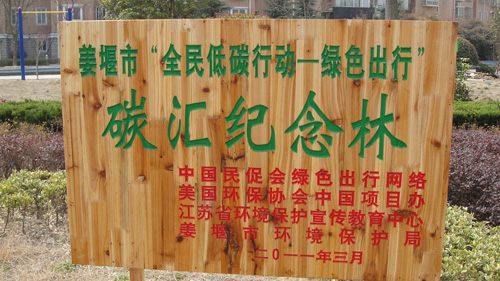 姜堰市“全民低碳行动—绿色出行”
碳汇纪念林
中国民促会绿色出行网络
美国环保协会中国项目办
江苏省环境保护宣传教育中心
姜堰市环境保护局
二〇一一年三月